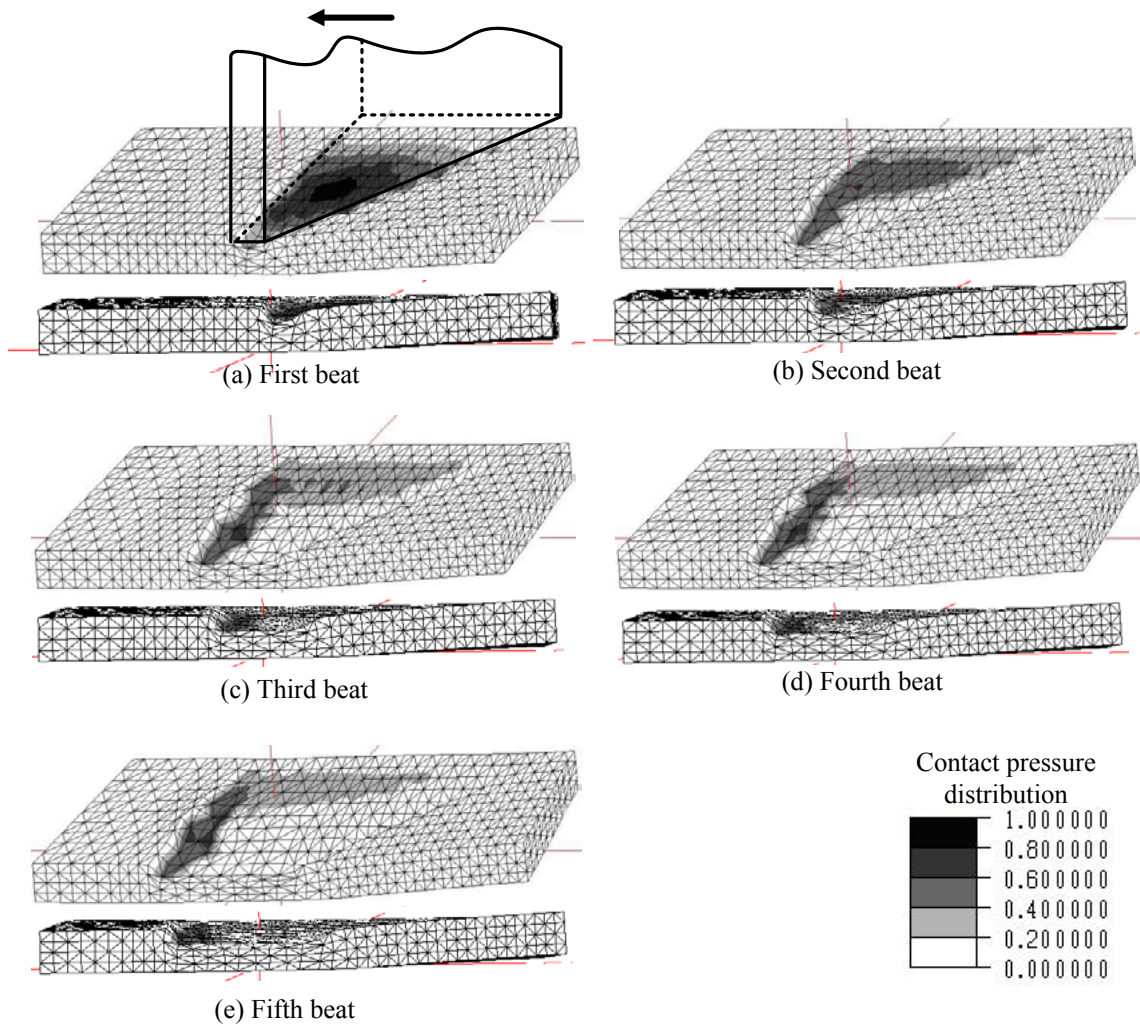 (a) First beat
(b) Second beat
(c) Third beat
(d) Fourth beat
(e) Fifth beat
Contact pressure
distribution
1.000000
0.800000
0.600000
0.400000
0.200000
0.000000